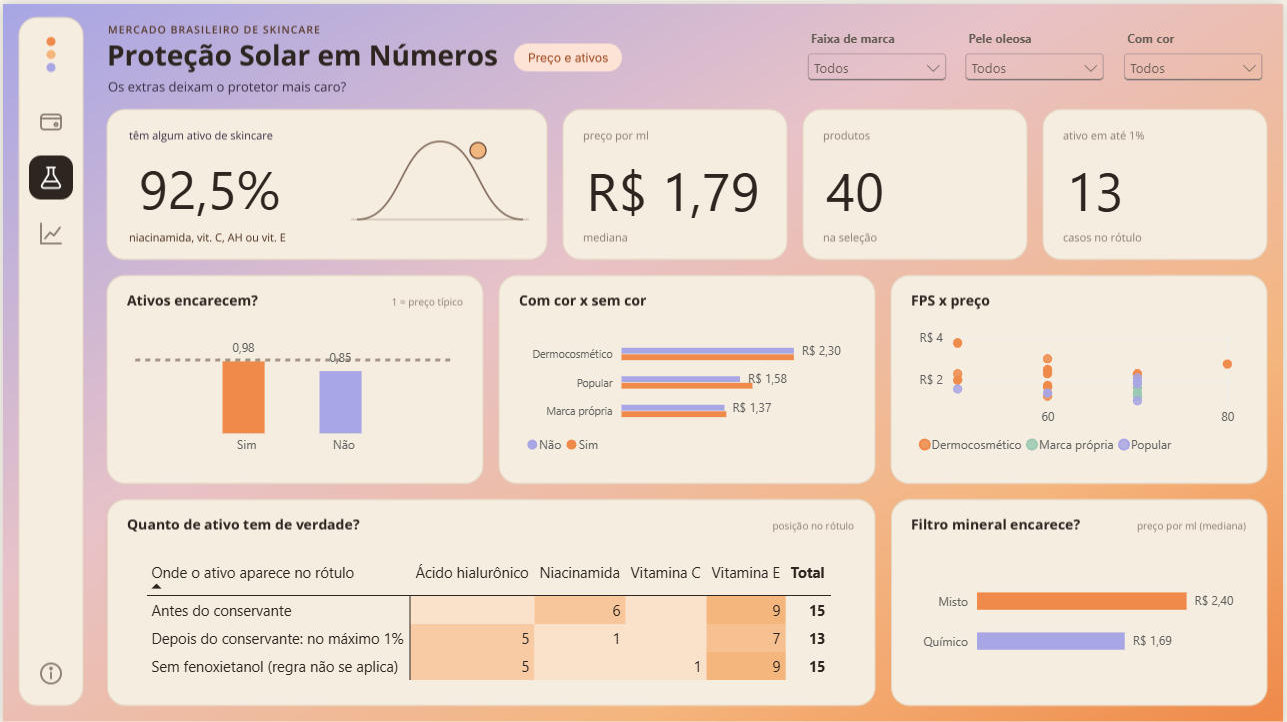 MERCADO BRASILEIRO DE SKINCARE
Proteção Solar em Números
Preço e ativos
Os extras deixam o protetor mais caro?
Faixa de marca
Todos
Pele oleosa
Todos
Com cor
Todos
têm algum ativo de skincare
92,5%
niacinamida, vit. C, AH ou vit. E
preço por ml
R$ 1,79
mediana
produtos
40
na seleção
ativo em até 1%
13
casos no rótulo
Ativos encarecem?
1 = preço típico
0,98
0,85
Sim
Não
Com cor x sem cor
Dermocosmético
R$ 2,30
Popular
R$ 1,58
Marca própria
R$ 1,37
Não
Sim
FPS x preço
R$ 4
R$ 2
60
80
Dermocosmético
Marca própria
Popular
Quanto de ativo tem de verdade?
posição no rótulo
Onde o ativo aparece no rótulo Ácido hialurônico Niacinamida Vitamina C Vitamina E Total
Antes do conservante 6 9 15
Depois do conservante: no máximo 1% 5 1 7 13
Sem fenoxietanol (regra não se aplica) 5 1 9 15
Filtro mineral encarece?
preço por ml (mediana)
Misto
R$ 2,40
Químico
R$ 1,69